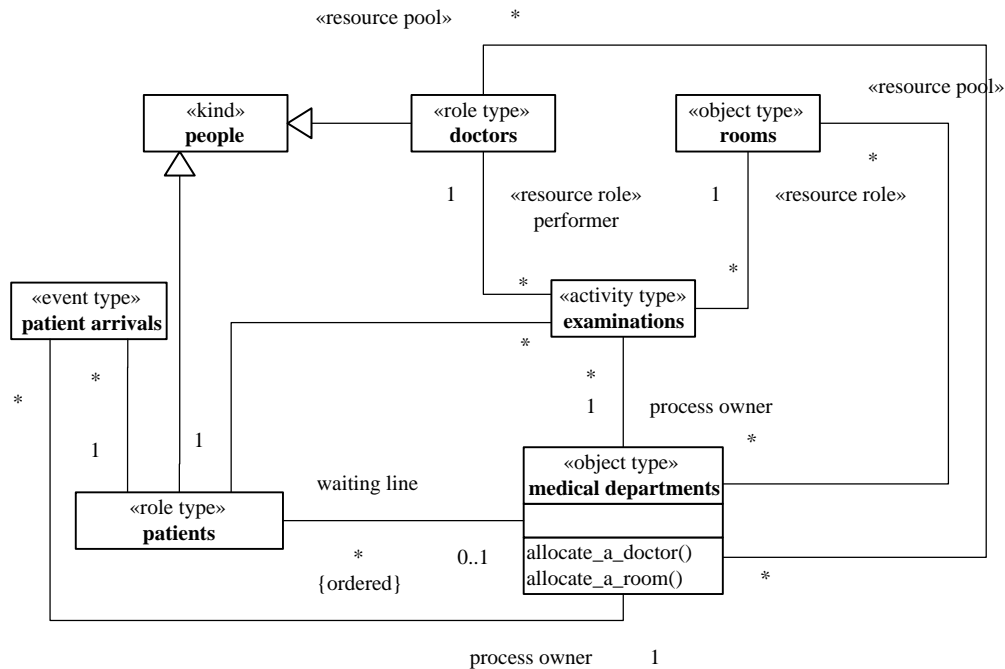 «resource pool» *
«resource pool»
«kind»
people
«role type»
doctors
«object type»
rooms
*
1 «resource role» 1 «resource role»
performer
* *
«event type»
patient arrivals
«activity type»
examinations
*
* * *
1 process owner
1 1 *
«object type»
medical departments
waiting line
«role type»
patients
* 0..1
{ordered}
allocate_a_doctor()
allocate_a_room()
*
process owner 1